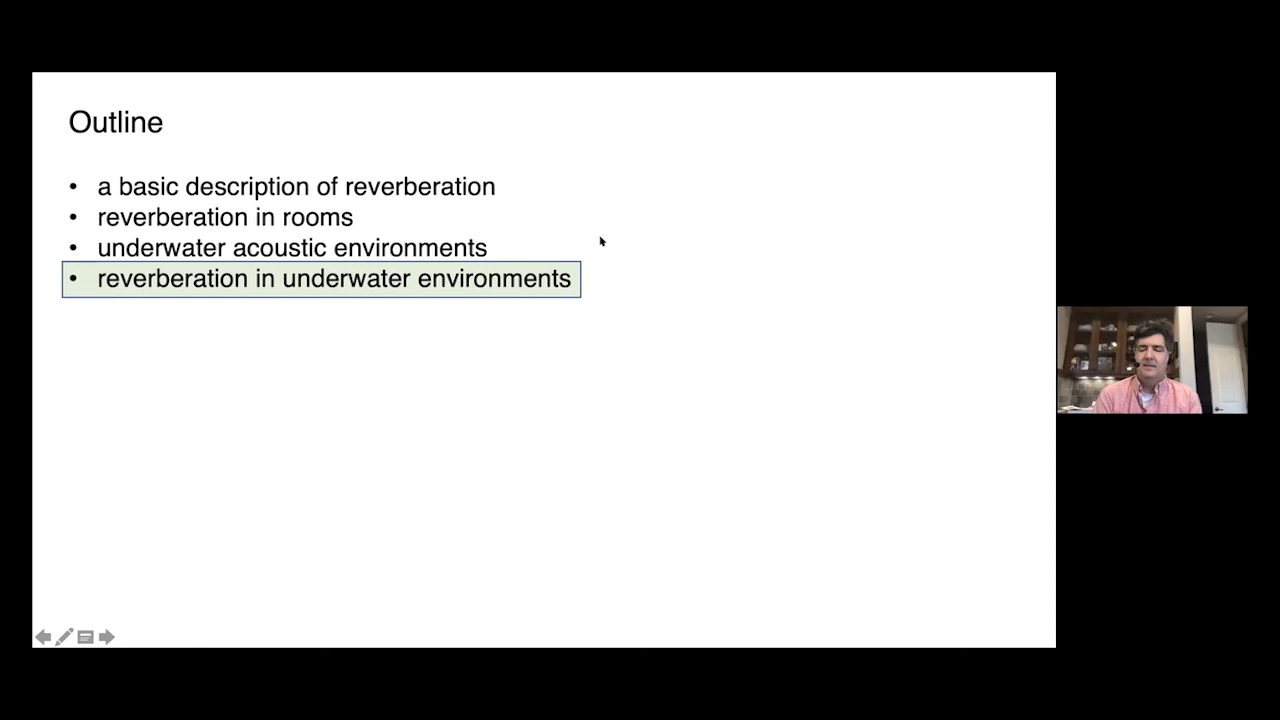 Outline
• a basic description of reverberation
• reverberation in rooms
• underwater acoustic environments
• reverberation in underwater environments